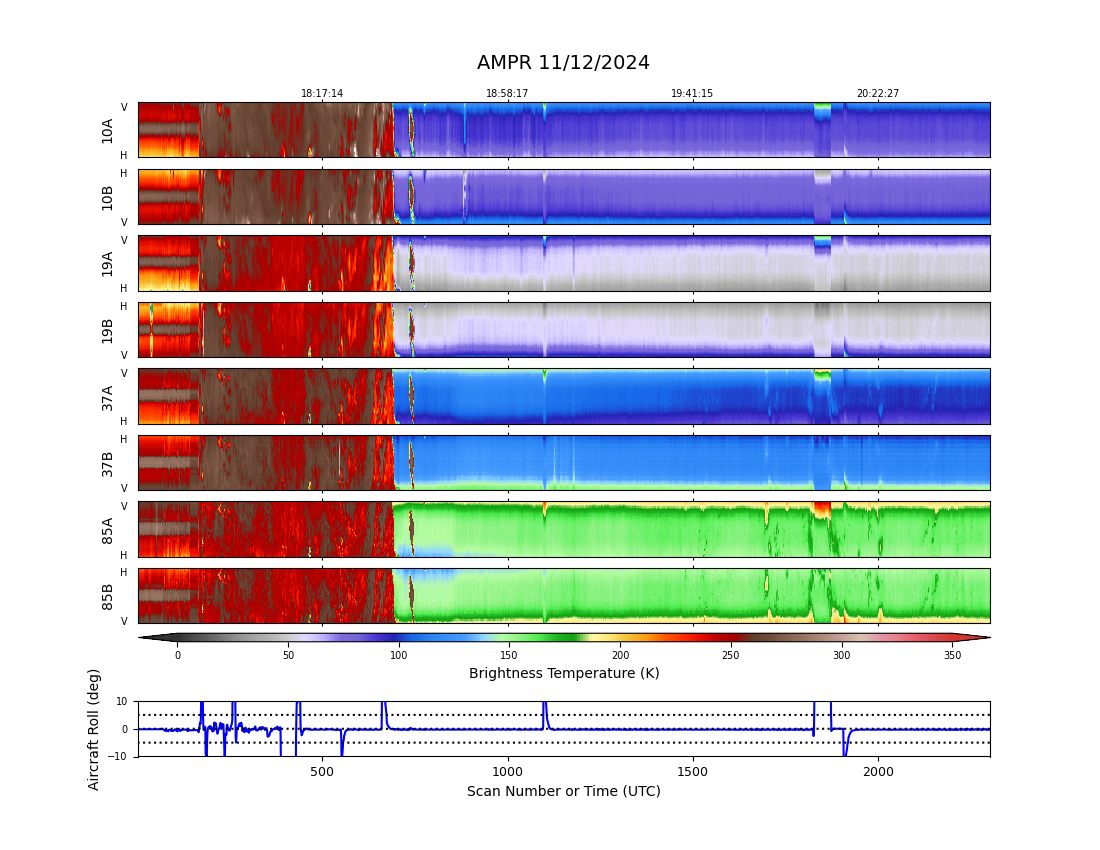 AMPR 11/12/2024
18:17:14 18:58:17 19:41:15 20:22:27
V
10A
H
H
10B
V
V
19A
H
H
19B
V
V
37A
H
H
37B
V
V
85A
H
H
85B
V
0 50 100 150 200 250 300 350
Brightness Temperature (K)
10
0
−10
Aircraft Roll (deg)
500 1000 1500 2000
Scan Number or Time (UTC)